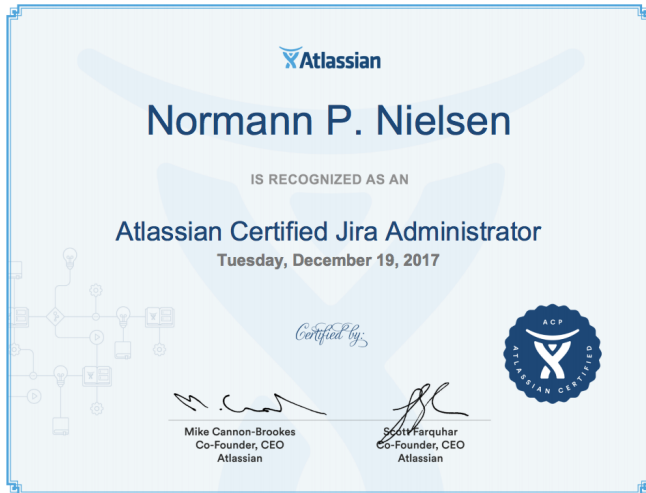 Atlassian
Normann P. Nielsen
IS RECOGNIZED AS AN
Atlassian Certified Jira Administrator
Tuesday, December 19, 2017
Certified by:
Mike Cannon-Brookes
Co-Founder, CEO
Atlassian
Scott Farquhar
Co-Founder, CEO
Atlassian
ACP
ATLASSIAN CERTIFIED